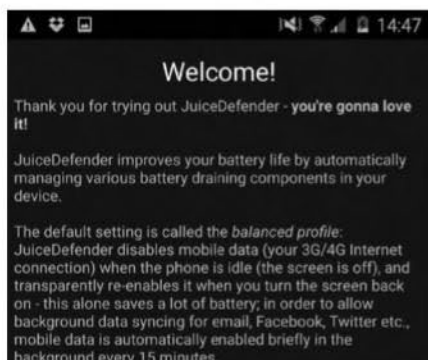 14:47
Welcome!
Thank you for trying out JuiceDefender - you're gonna love
it!
JuiceDefender improves your battery life by automatically
managing various battery draining components in your
device.
The default setting is called the balanced profile:
JuiceDefender disables mobile data (your 3G/4G Internet
connection) when the phone is idle (the screen is off), and
transparently re-enables it when you turn the screen back
on - this alone saves a lot of battery; in order to allow
background data syncing for email, Facebook, Twitter etc.,
mobile data is automatically enabled briefly in the
background every 15 minutes